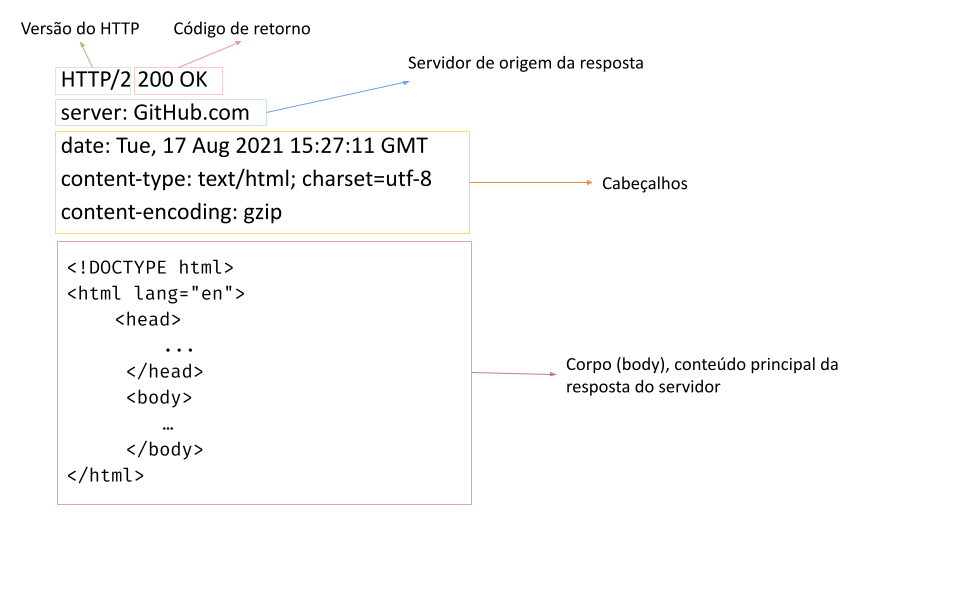 Versão do HTTP
Código de retorno
Servidor de origem da resposta
HTTP/2 200 OK
server: GitHub.com
date: Tue, 17 Aug 2021 15:27:11 GMT
content-type: text/html; charset=utf-8
content-encoding: gzip
Cabeçalhos
<!DOCTYPE html>
<html lang="en">
<head>
...
</head>
<body>
…
</body>
</html>
Corpo (body), conteúdo principal da
resposta do servidor